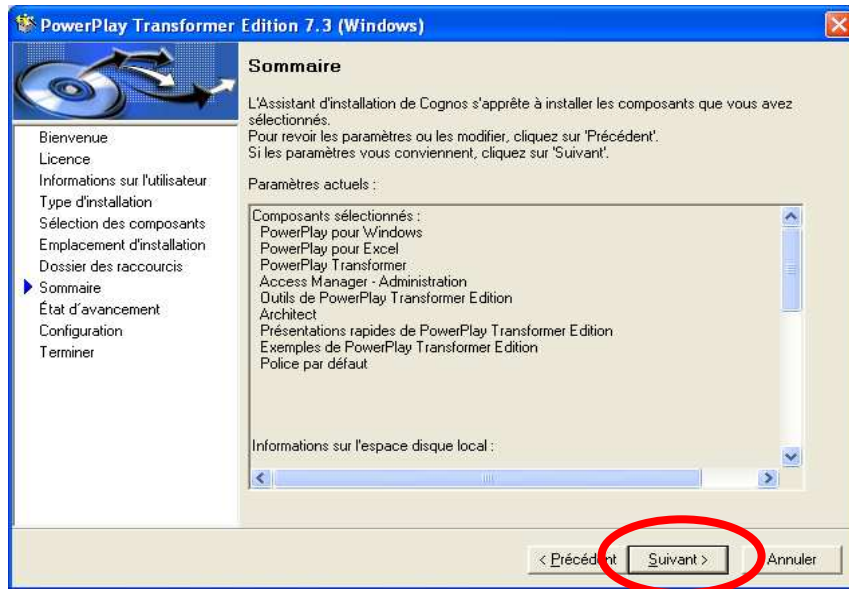 PowerPlay Transformer Edition 7.3 (Windows)
Bienvenue
Licence
Informations sur l'utilisateur
Type d'installation
Sélection des composants
Emplacement d'installation
Dossier des raccourcis
Sommaire
État d´avancement
Configuration
Terminer
Sommaire
L'Assistant d'installation de Cognos s'apprête à installer les composants que vous avez
sélectionnés.
Pour revoir les paramètres ou les modifier, cliquez sur 'Précédent'.
Si les paramètres vous conviennent, cliquez sur 'Suivant'.
Paramètres actuels :
Composants sélectionnés :
PowerPlay pour Windows
PowerPlay pour Excel
PowerPlay Transformer
Access Manager - Administration
Outils de PowerPlay Transformer Edition
Architect
Présentations rapides de PowerPlay Transformer Edition
Exemples de PowerPlay Transformer Edition
Police par défaut
Informations sur l'espace disque local :
< Précédent
Suivant >
Annuler